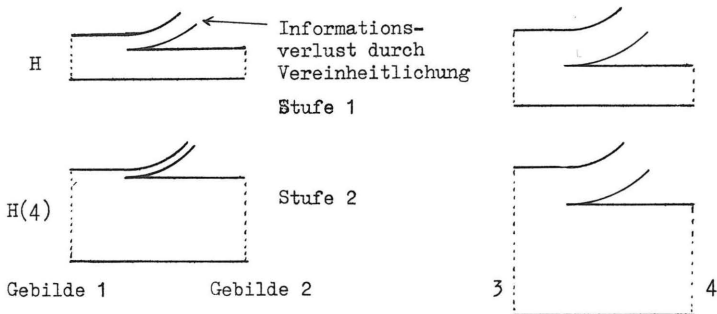 Informations-
verlust durch
Vereinheitlichung
H
Stufe 1
Stufe 2
H(4)
Gebilde 1 Gebilde 2 3 4